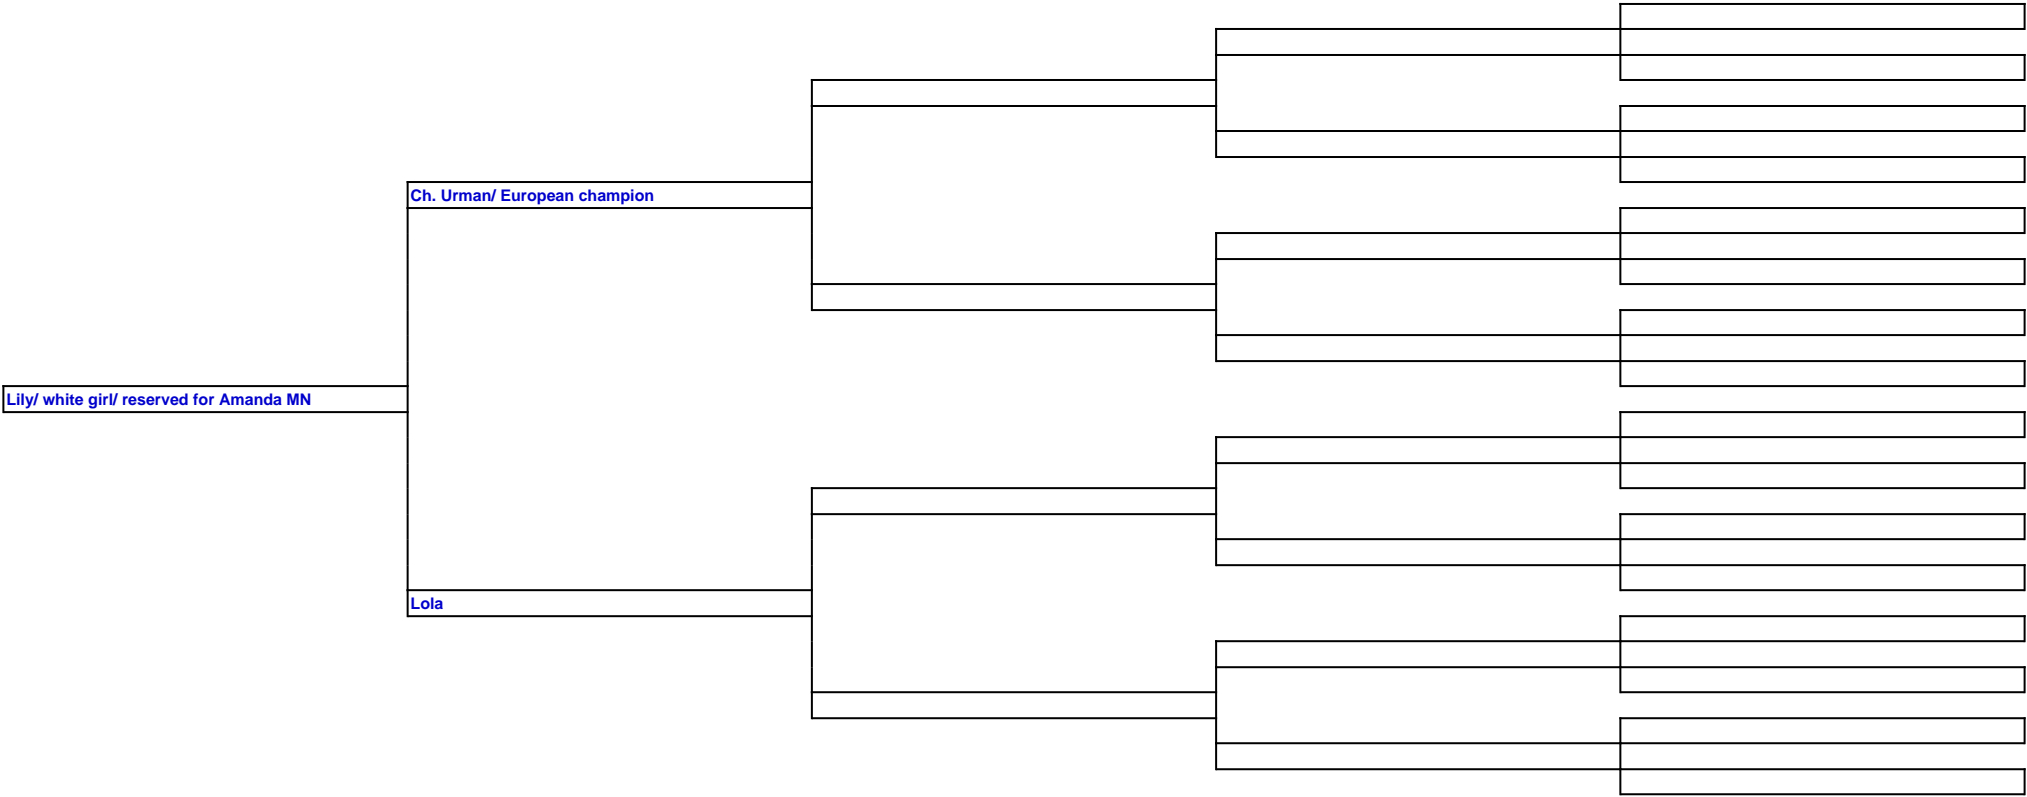 Ch. Urman/ European champion
Lily/ white girl/ reserved for Amanda MN
Lola